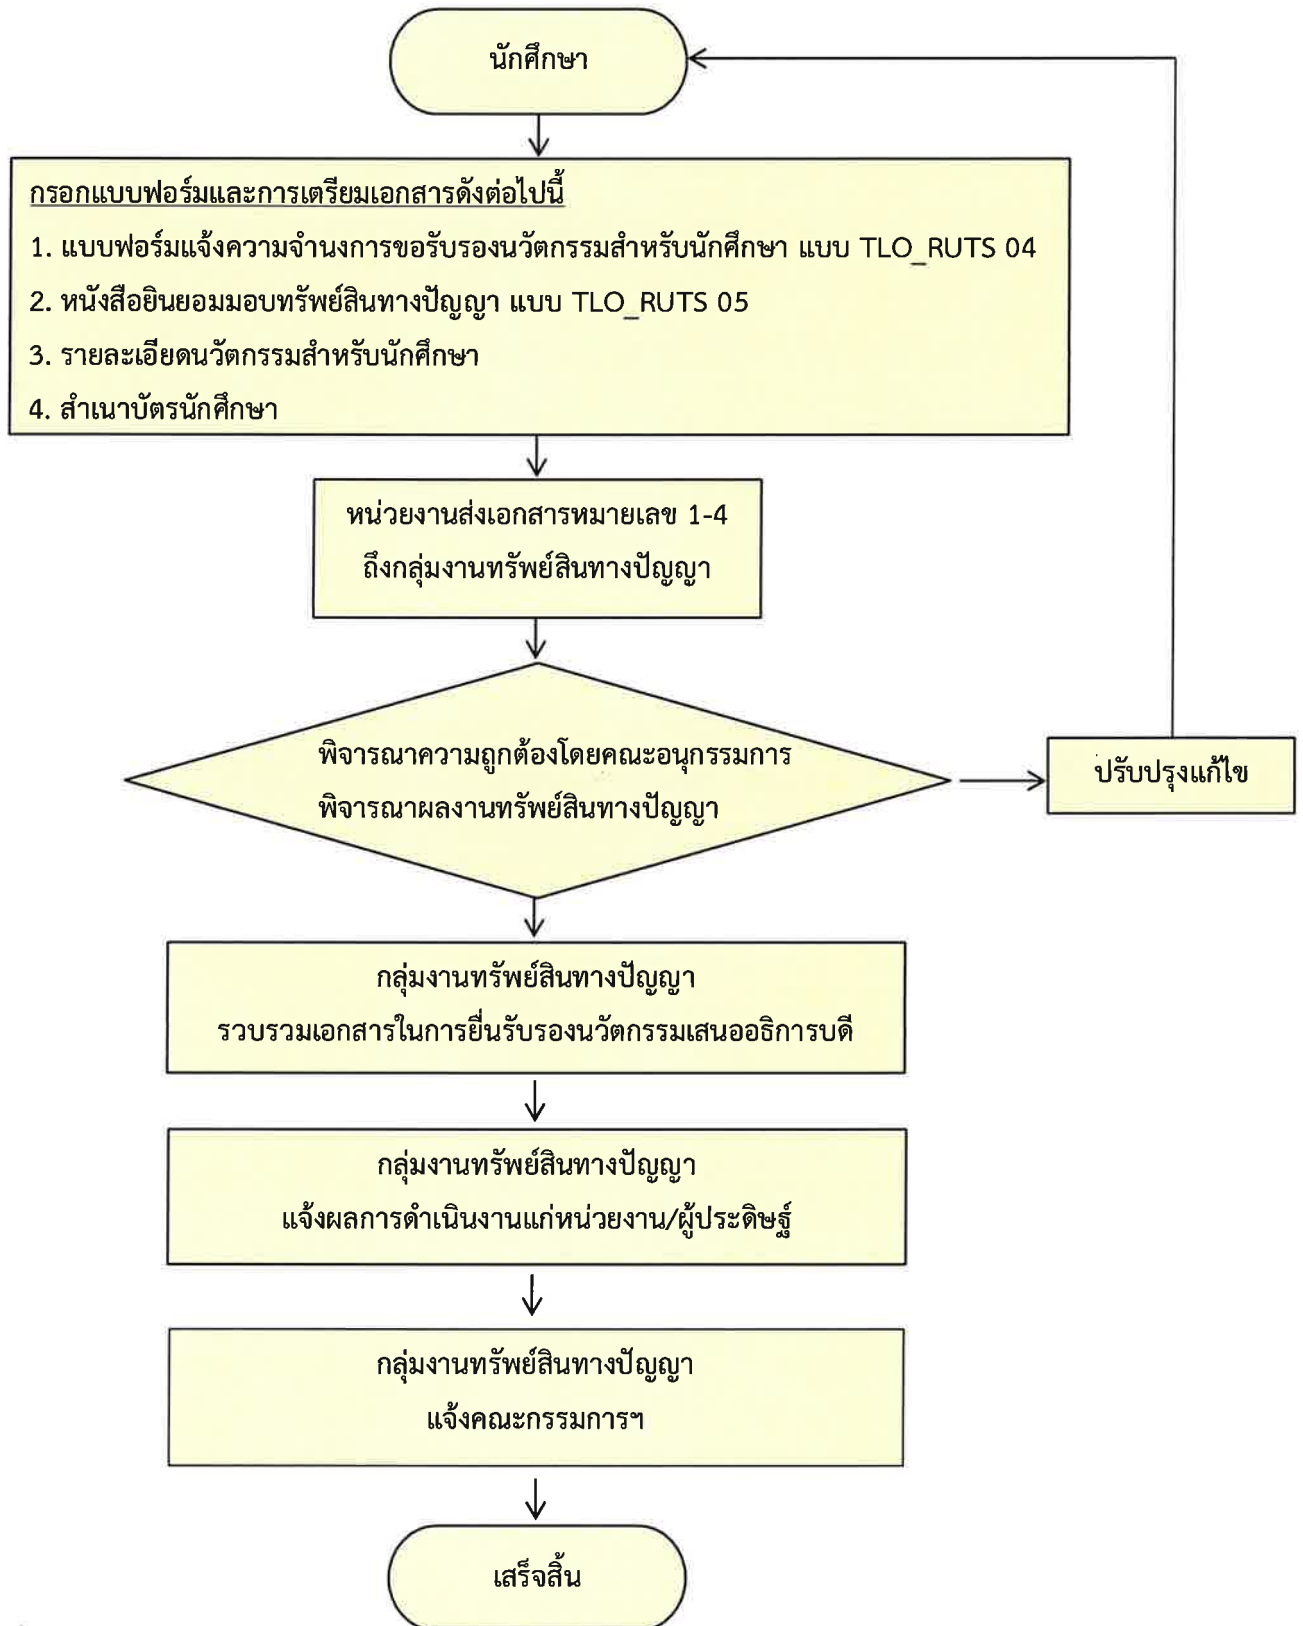 นักศึกษา
กรอกแบบฟอร์มและการเตรียมเอกสารดังต่อไปนี้
1. แบบฟอร์มแจ้งความจำนงการขอรับรองนวัตกรรมสำหรับนักศึกษา แบบ TLO_RUTS 04
2. หนังสือยินยอมมอบทรัพย์สินทางปัญญา แบบ TLO_RUTS 05
3. รายละเอียดนวัตกรรมสำหรับนักศึกษา
4. สำเนาบัตรนักศึกษา
หน่วยงานส่งเอกสารหมายเลข 1-4
ถึงกลุ่มงานทรัพย์สินทางปัญญา
พิจารณาความถูกต้องโดยคณะอนุกรรมการ
พิจารณาผลงานทรัพย์สินทางปัญญา
ปรับปรุงแก้ไข
กลุ่มงานทรัพย์สินทางปัญญา
รวบรวมเอกสารในการยื่นรับรองนวัตกรรมเสนออธิการบดี
กลุ่มงานทรัพย์สินทางปัญญา
แจ้งผลการดำเนินงานแก่หน่วยงาน/ผู้ประดิษฐ์
กลุ่มงานทรัพย์สินทางปัญญา
แจ้งคณะกรรมการฯ
เสร็จสิ้น